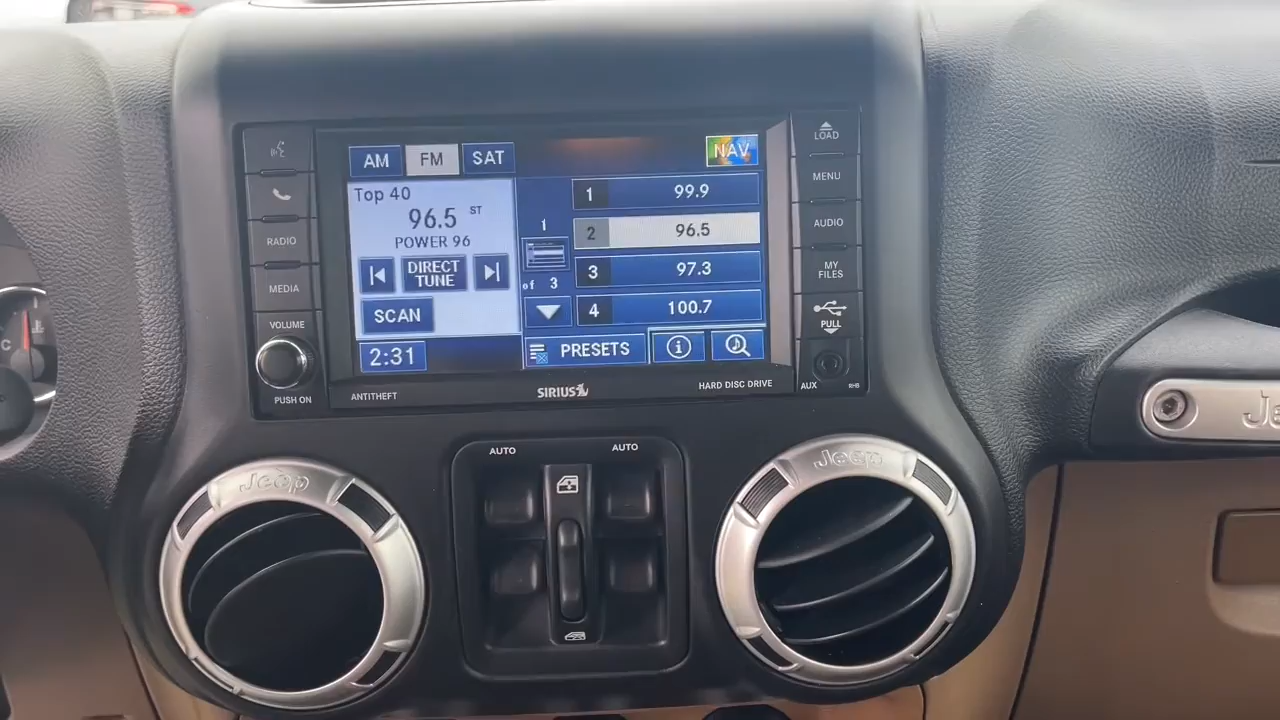 LOAD
AM FM SAT NAV
MENU
Top 40
1 99.9
96.5 ST
1
2 96.5
AUDIO
POWER 96
RADIO
DIRECT TUNE
of 3
3 97.3
MY FILES
MEDIA
SCAN
4 100.7
PULL
VOLUME
2:31
PRESETS
PUSH ON
ANTITHEFT
SIRIUS
HARD DISC DRIVE
AUX
RHB
C
AUTO
AUTO
Jeep
Jeep